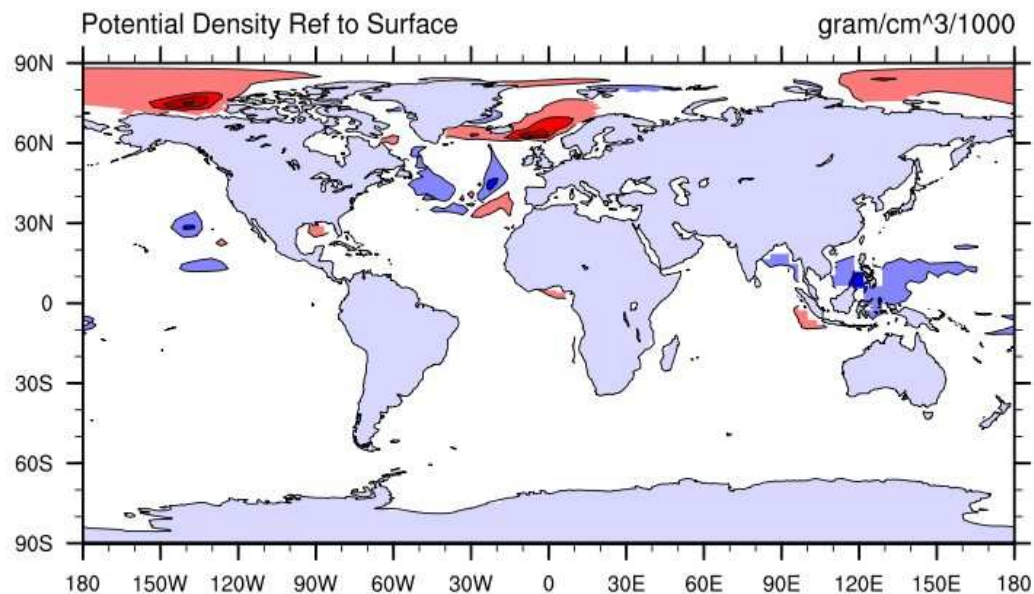 Potential Density Ref to Surface gram/cm^3/1000
90N
60N
30N
0
30S
60S
90S
180 150W 120W 90W 60W 30W 0 30E 60E 90E 120E 150E 180